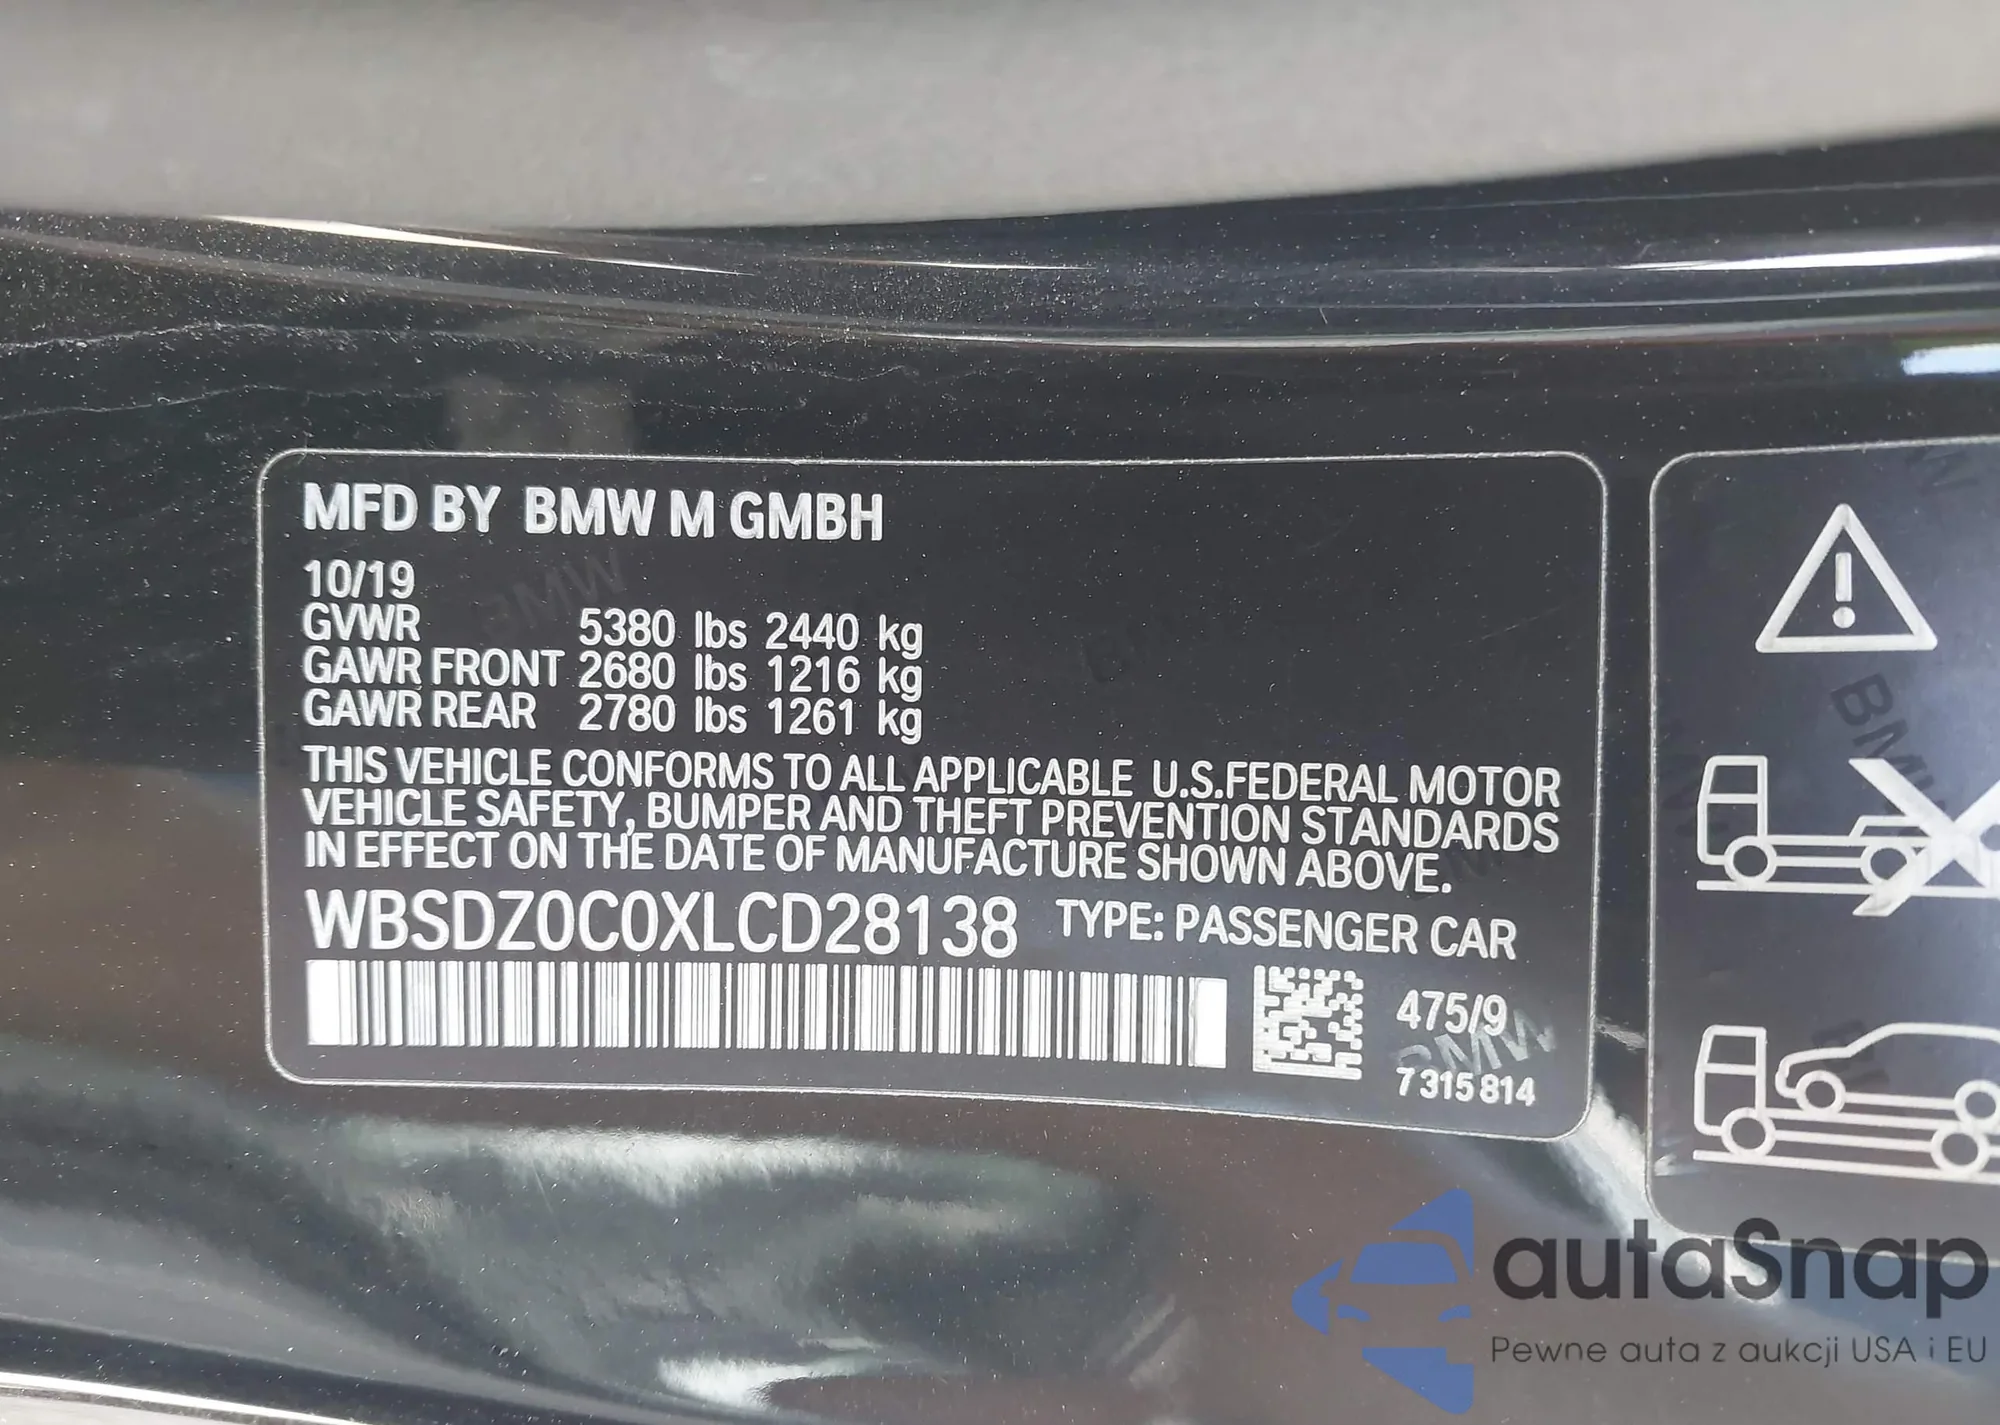 MFD BY BMW M GMBH
10/19
GVWR 5380 lbs 2440 kg
GAWR FRONT 2680 lbs 1216 kg
GAWR REAR 2780 lbs 1261 kg
THIS VEHICLE CONFORMS TO ALL APPLICABLE U.S.FEDERAL MOTOR
VEHICLE SAFETY, BUMPER AND THEFT PREVENTION STANDARDS
IN EFFECT ON THE DATE OF MANUFACTURE SHOWN ABOVE.
WBSDZ0C0XLCD28138 TYPE: PASSENGER CAR
475/9
BMW
7 315 814
BMW
BMW
BMW
autaSnap
Pewne auta z aukcji USA i EU